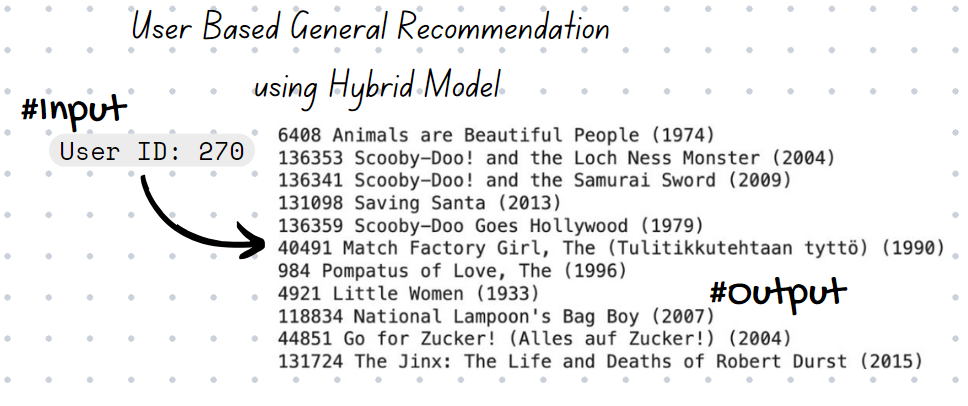 User Based General Recommendation
using Hybrid Model
#Input
User ID: 270
6408 Animals are Beautiful People (1974)
136353 Scooby-Doo! and the Loch Ness Monster (2004)
136341 Scooby-Doo! and the Samurai Sword (2009)
131098 Saving Santa (2013)
136359 Scooby-Doo Goes Hollywood (1979)
40491 Match Factory Girl, The (Tulitikkutehtaan tyttö) (1990)
984 Pompatus of Love, The (1996)
4921 Little Women (1933)
118834 National Lampoon's Bag Boy (2007)
44851 Go for Zucker! (Alles auf Zucker!) (2004)
131724 The Jinx: The Life and Deaths of Robert Durst (2015)
#Output